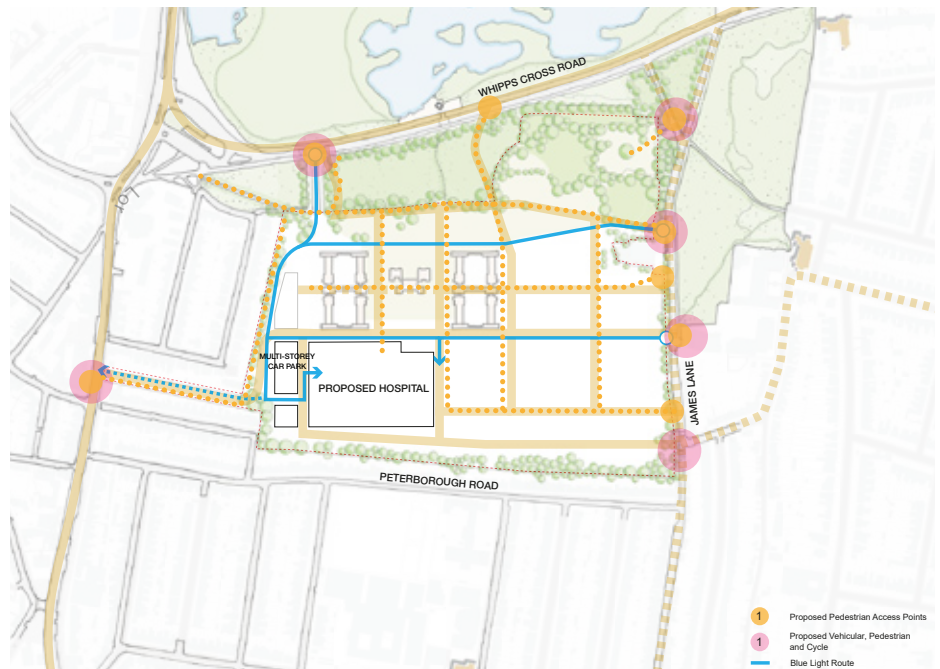 WHIPPS CROSS ROAD
MULTI-STOREY
CAR PARK
PROPOSED HOSPITAL
JAMES LANE
PETERBOROUGH ROAD
1 Proposed Pedestrian Access Points
1 Proposed Vehicular, Pedestrian
and Cycle
Blue Light Route